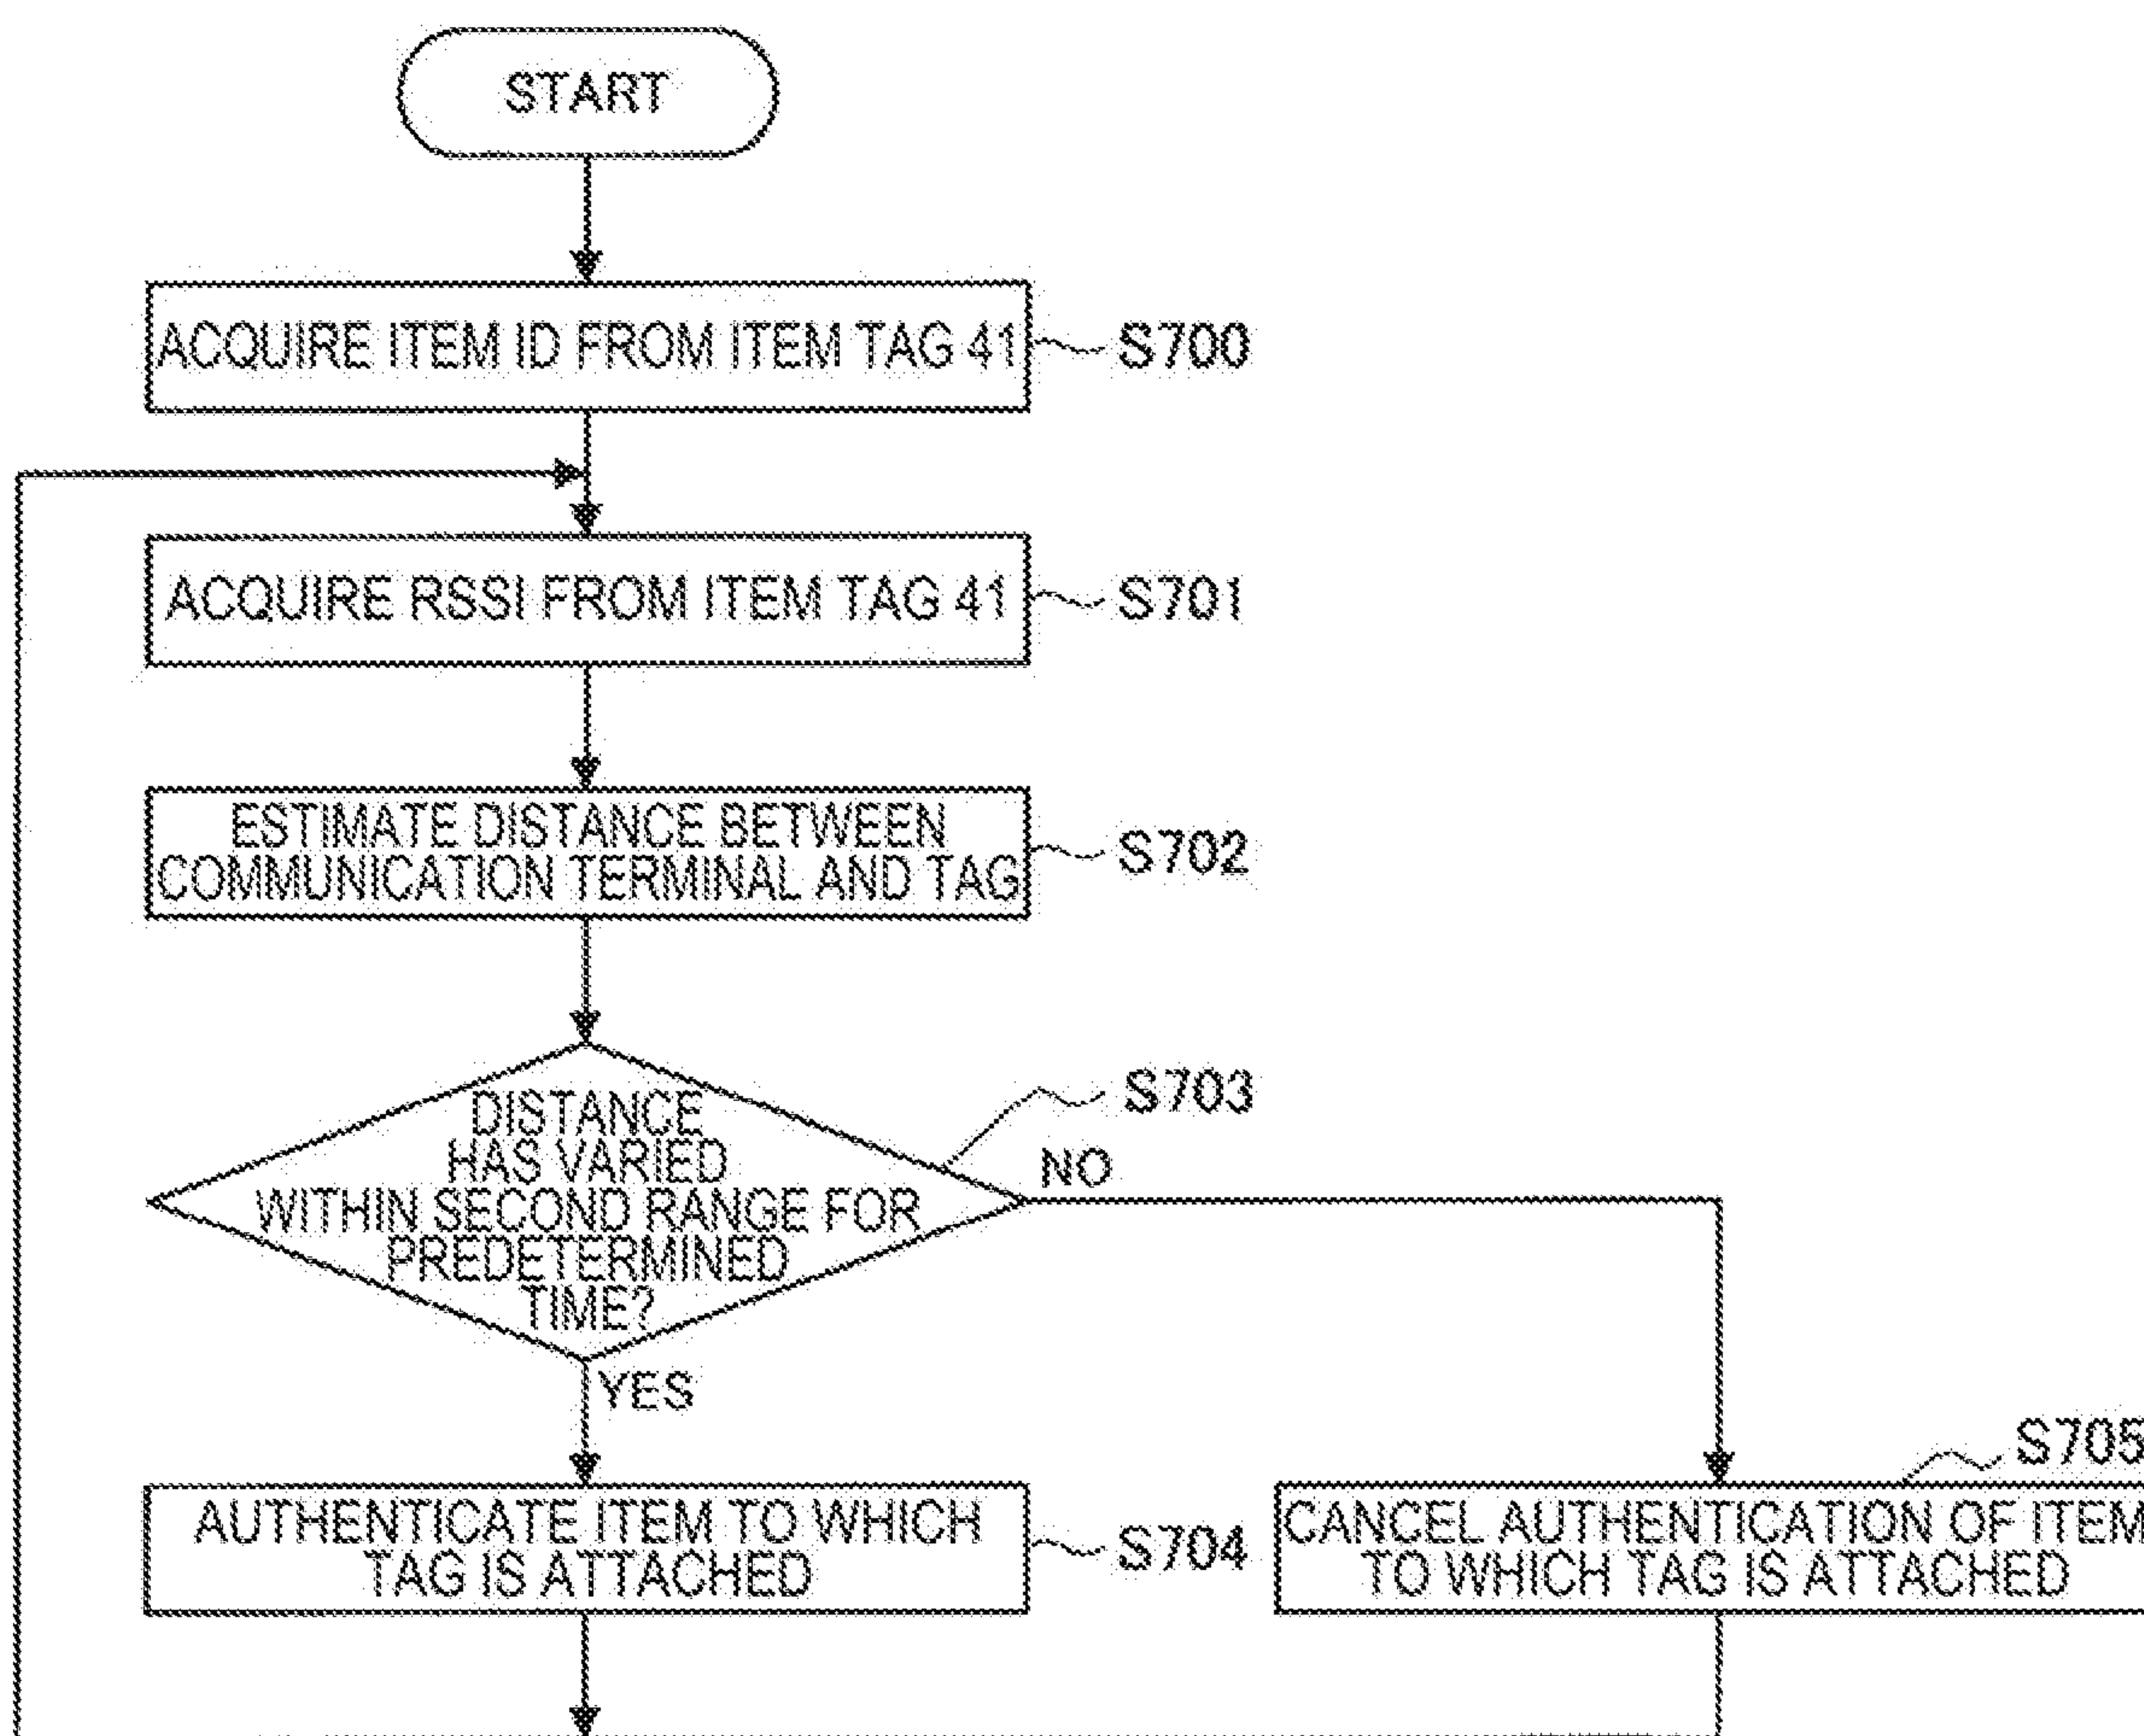 START
ACQUIRE ITEM ID FROM ITEM TAG 41
S700
ACQUIRE RSSI FROM ITEM TAG 41
S701
ESTIMATE DISTANCE BETWEEN
COMMUNICATION TERMINAL AND TAG
S702
DISTANCE
HAS VARIED
WITHIN SECOND RANGE FOR
PREDETERMINED
TIME?
S703
NO
YES
AUTHENTICATE ITEM TO WHICH
TAG IS ATTACHED
S704
S705
CANCEL AUTHENTICATION OF ITEM
TO WHICH TAG IS ATTACHED